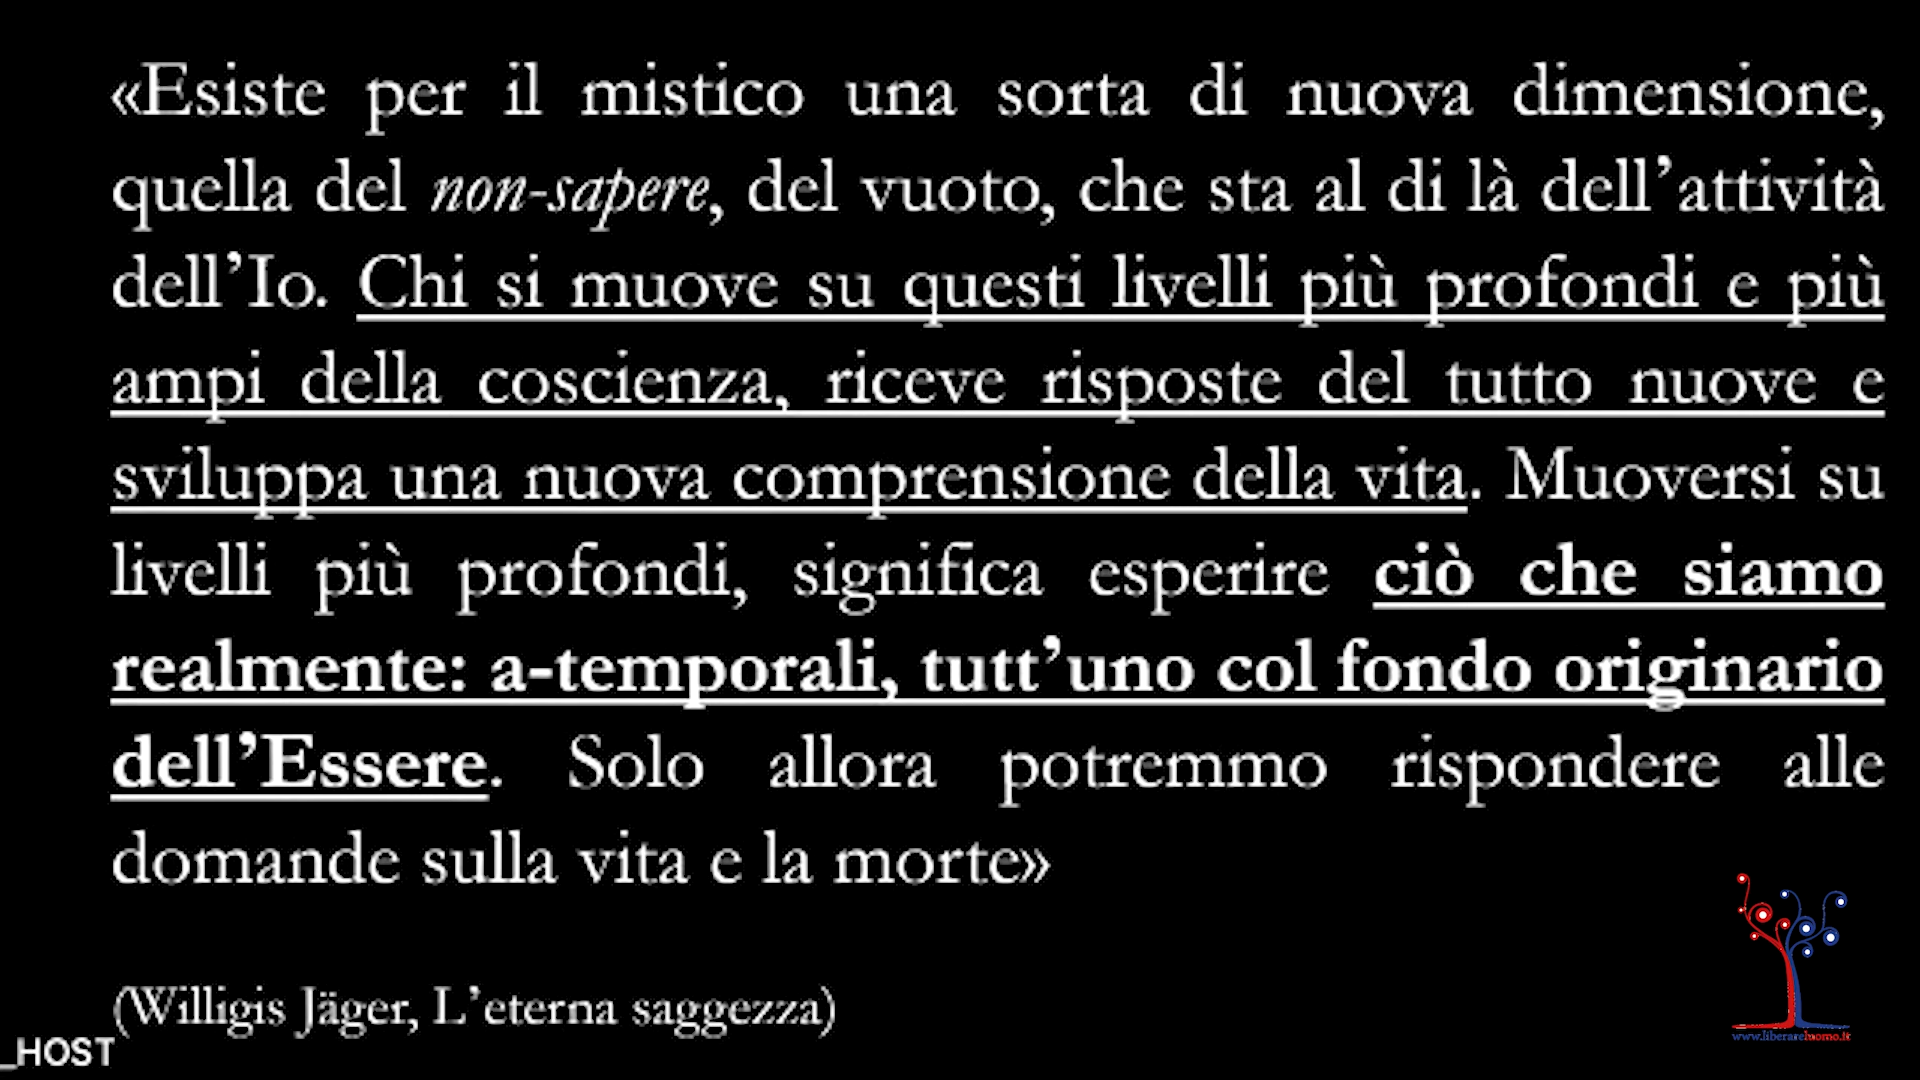 «Esiste per il mistico una sorta di nuova dimensione,
quella del non-sapere, del vuoto, che sta al di là dell’attività
dell’Io. Chi si muove su questi livelli più profondi e più
ampi della coscienza, riceve risposte del tutto nuove e
sviluppa una nuova comprensione della vita. Muoversi su
livelli più profondi, significa esperire ciò che siamo
realmente: a-temporali, tutt’uno col fondo originario
dell’Essere. Solo allora potremmo rispondere alle
domande sulla vita e la morte»
(Willigis Jäger, L’eterna saggezza)
_HOST
www.liberareluomo.it